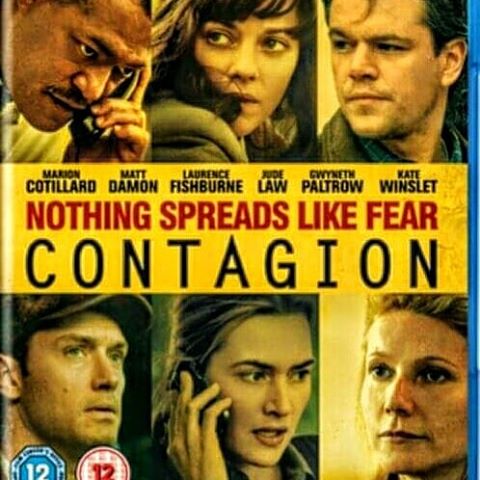 MARION MATT LAURENCE JUDE GWYNETH KATE
COTILLARD DAMON FISHBURNE LAW PALTROW WINSLET
NOTHING SPREADS LIKE FEAR
CONTAGION
12 12